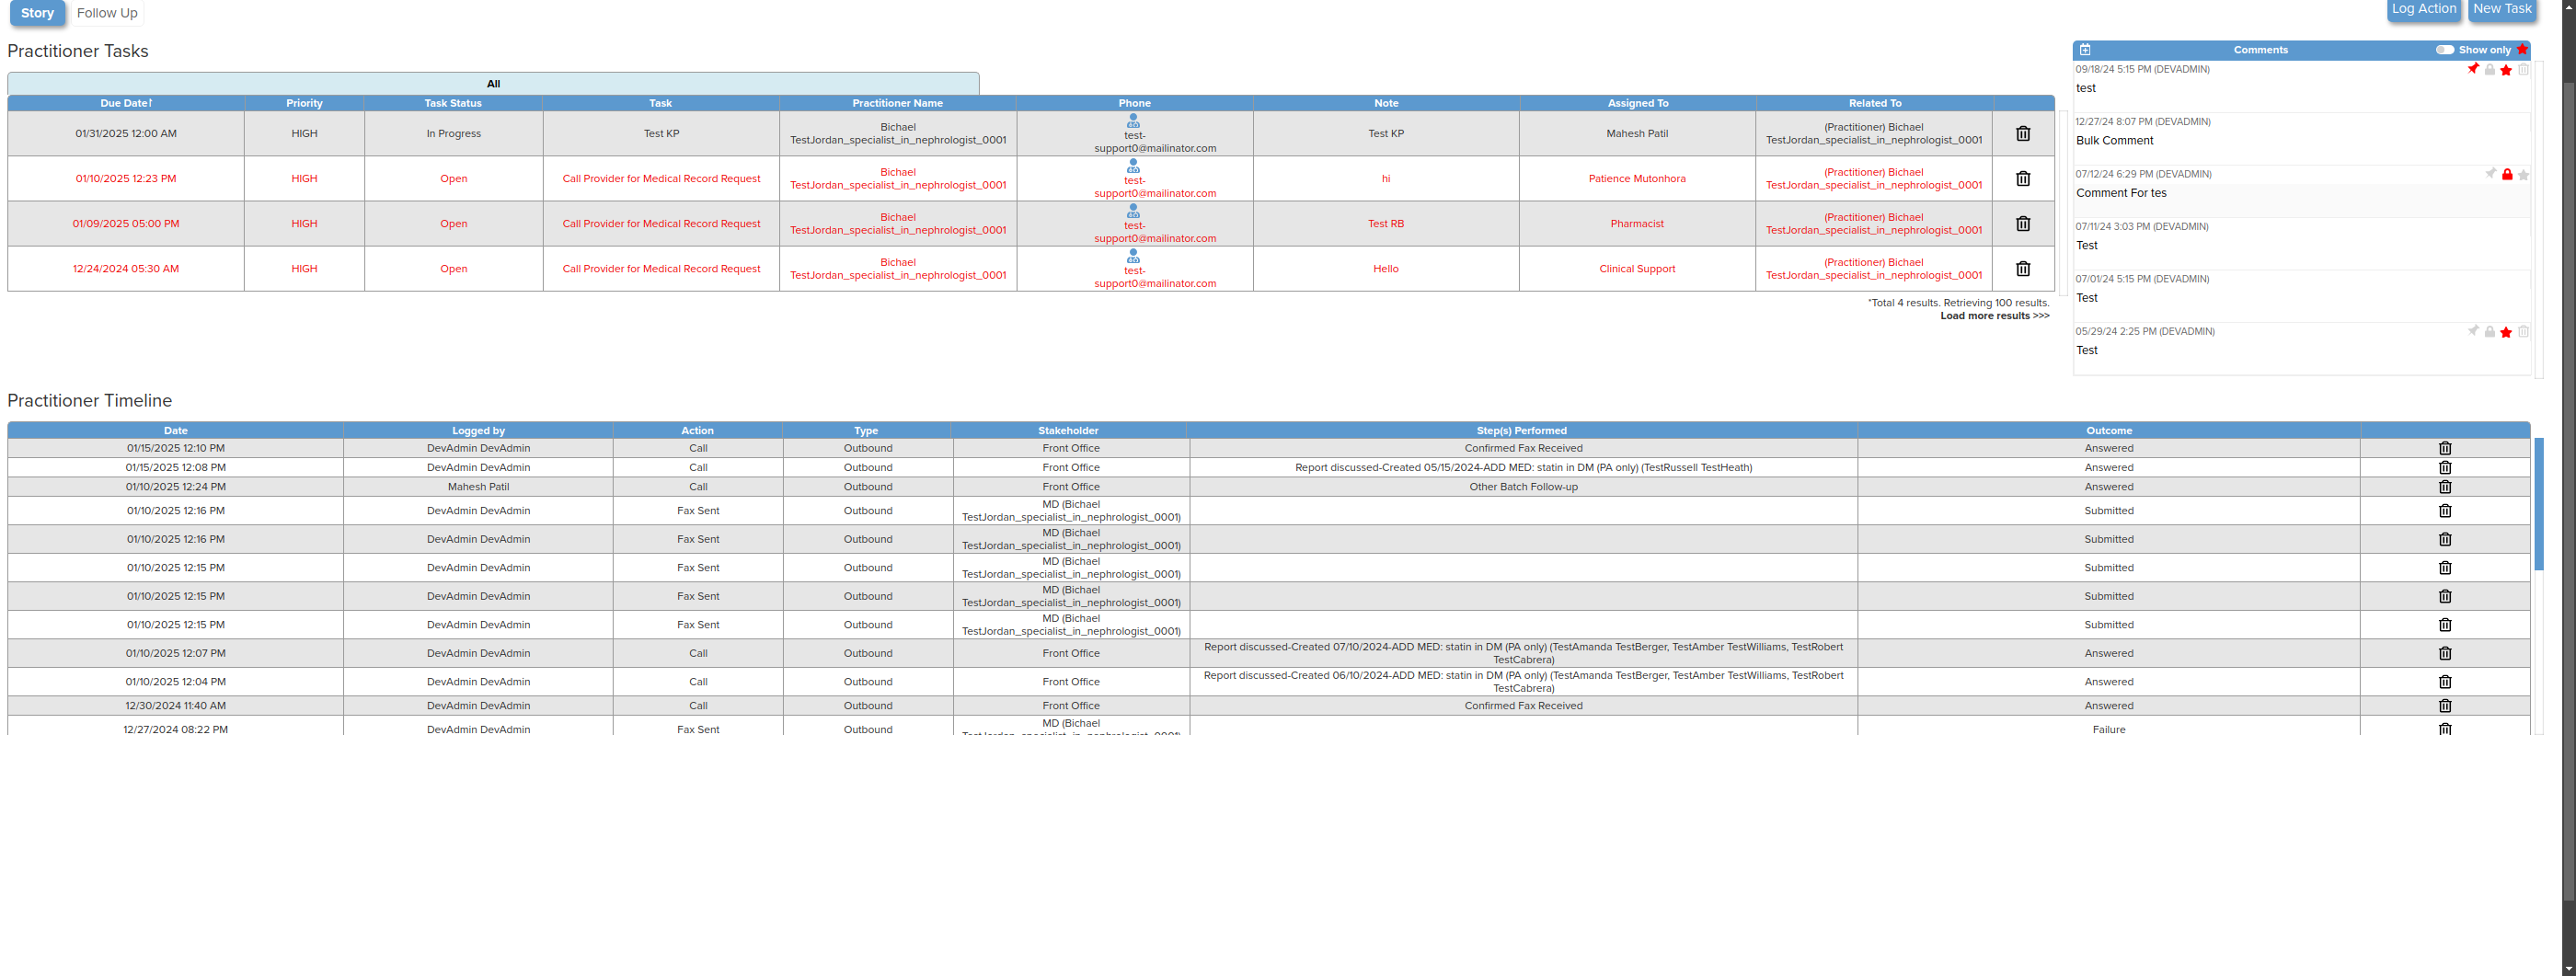 Story Follow Up Log Action New Task
Practitioner Tasks
All
Due Date↑ Priority Task Status Task Practitioner Name Phone Note Assigned To Related To
01/31/2025 12:00 AM HIGH In Progress Test KP Bichael TestJordan_specialist_in_nephrologist_0001 test-support0@mailinator.com Test KP Mahesh Patil (Practitioner) Bichael TestJordan_specialist_in_nephrologist_0001
01/10/2025 12:23 PM HIGH Open Call Provider for Medical Record Request Bichael TestJordan_specialist_in_nephrologist_0001 test-support0@mailinator.com hi Patience Mutonhora (Practitioner) Bichael TestJordan_specialist_in_nephrologist_0001
01/09/2025 05:00 PM HIGH Open Call Provider for Medical Record Request Bichael TestJordan_specialist_in_nephrologist_0001 test-support0@mailinator.com Test RB Pharmacist (Practitioner) Bichael TestJordan_specialist_in_nephrologist_0001
12/24/2024 05:30 AM HIGH Open Call Provider for Medical Record Request Bichael TestJordan_specialist_in_nephrologist_0001 test-support0@mailinator.com Hello Clinical Support (Practitioner) Bichael TestJordan_specialist_in_nephrologist_0001
*Total 4 results. Retrieving 100 results.
Load more results >>>
Comments Show only
09/18/24 5:15 PM (DEVADMIN)
test
12/27/24 8:07 PM (DEVADMIN)
Bulk Comment
07/12/24 6:29 PM (DEVADMIN)
Comment For tes
07/11/24 3:03 PM (DEVADMIN)
Test
07/01/24 5:15 PM (DEVADMIN)
Test
05/29/24 2:25 PM (DEVADMIN)
Test
Practitioner Timeline
Date Logged by Action Type Stakeholder Step(s) Performed Outcome
01/15/2025 12:10 PM DevAdmin DevAdmin Call Outbound Front Office Confirmed Fax Received Answered
01/15/2025 12:08 PM DevAdmin DevAdmin Call Outbound Front Office Report discussed-Created 05/15/2024-ADD MED: statin in DM (PA only) (TestRussell TestHeath) Answered
01/10/2025 12:24 PM Mahesh Patil Call Outbound Front Office Other Batch Follow-up Answered
01/10/2025 12:16 PM DevAdmin DevAdmin Fax Sent Outbound MD (Bichael TestJordan_specialist_in_nephrologist_0001) Submitted
01/10/2025 12:16 PM DevAdmin DevAdmin Fax Sent Outbound MD (Bichael TestJordan_specialist_in_nephrologist_0001) Submitted
01/10/2025 12:15 PM DevAdmin DevAdmin Fax Sent Outbound MD (Bichael TestJordan_specialist_in_nephrologist_0001) Submitted
01/10/2025 12:15 PM DevAdmin DevAdmin Fax Sent Outbound MD (Bichael TestJordan_specialist_in_nephrologist_0001) Submitted
01/10/2025 12:15 PM DevAdmin DevAdmin Fax Sent Outbound MD (Bichael TestJordan_specialist_in_nephrologist_0001) Submitted
01/10/2025 12:07 PM DevAdmin DevAdmin Call Outbound Front Office Report discussed-Created 07/10/2024-ADD MED: statin in DM (PA only) (TestAmanda TestBerger, TestAmber TestWilliams, TestRobert TestCabrera) Answered
01/10/2025 12:04 PM DevAdmin DevAdmin Call Outbound Front Office Report discussed-Created 06/10/2024-ADD MED: statin in DM (PA only) (TestAmanda TestBerger, TestAmber TestWilliams, TestRobert TestCabrera) Answered
12/30/2024 11:40 AM DevAdmin DevAdmin Call Outbound Front Office Confirmed Fax Received Answered
12/27/2024 08:22 PM DevAdmin DevAdmin Fax Sent Outbound MD (Bichael Failure